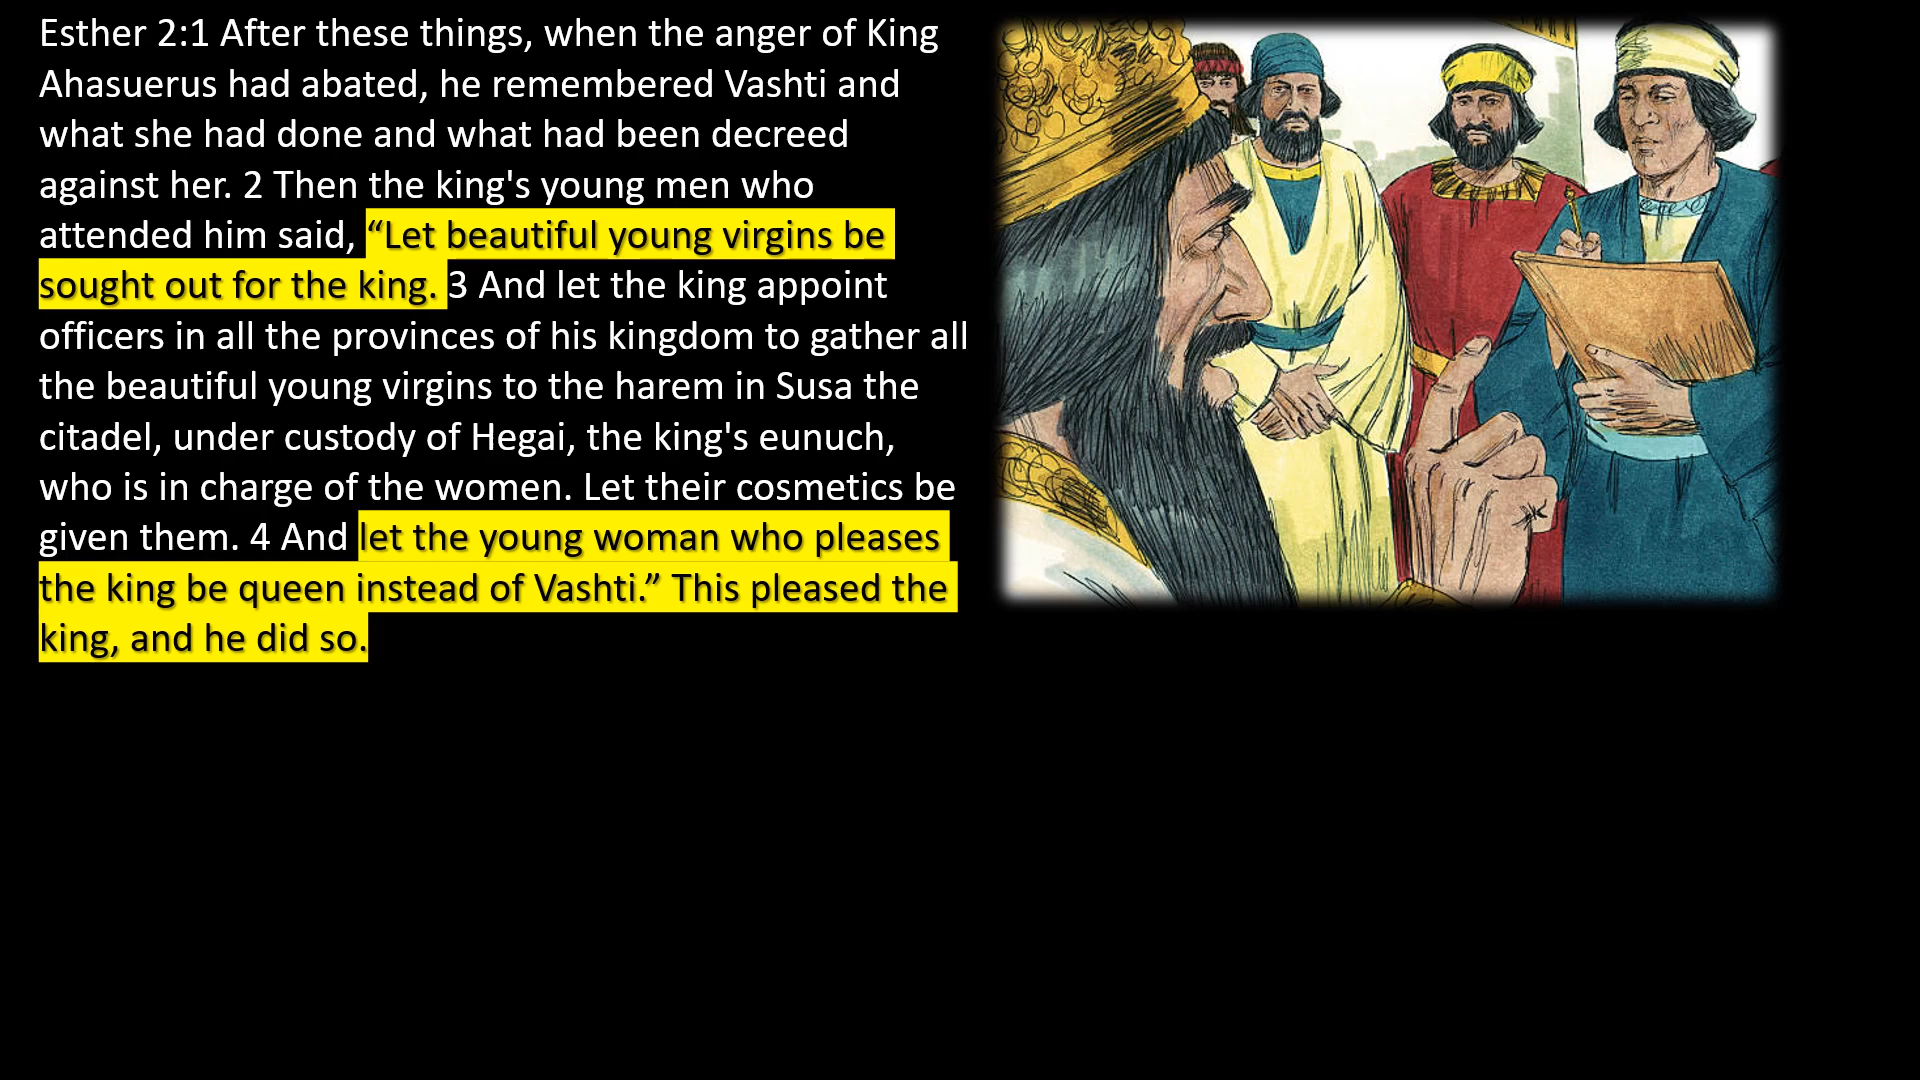 Esther 2:1 After these things, when the anger of King
Ahasuerus had abated, he remembered Vashti and
what she had done and what had been decreed
against her. 2 Then the king's young men who
attended him said, “Let beautiful young virgins be
sought out for the king. 3 And let the king appoint
officers in all the provinces of his kingdom to gather all
the beautiful young virgins to the harem in Susa the
citadel, under custody of Hegai, the king's eunuch,
who is in charge of the women. Let their cosmetics be
given them. 4 And let the young woman who pleases
the king be queen instead of Vashti.” This pleased the
king, and he did so.